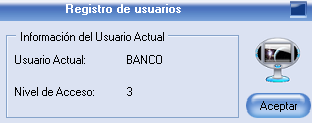 Registro de usuarios
Información del Usuario Actual
Usuario Actual: BANCO
Nivel de Acceso: 3
Aceptar